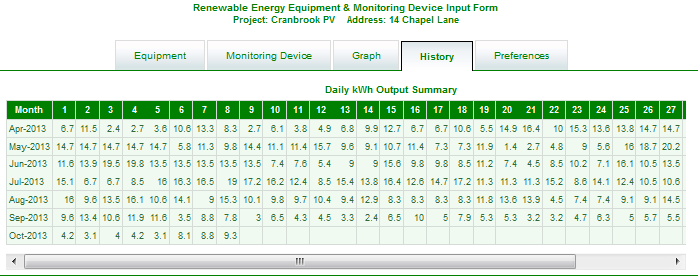 Renewable Energy Equipment & Monitoring Device Input Form
Project: Cranbrook PV Address: 14 Chapel Lane
Equipment Monitoring Device Graph History Preferences
Daily kWh Output Summary
Month 1 2 3 4 5 6 7 8 9 10 11 12 13 14 15 16 17 18 19 20 21 22 23 24 25 26 27
Apr-2013 6.7 11.5 2.4 2.7 3.6 10.6 13.3 8.3 2.7 6.1 3.8 4.9 6.8 9.9 12.7 6.7 6.7 10.6 5.5 14.9 16.4 10 15.3 13.6 13.8 14.7 14.7
May-2013 14.7 14.7 14.7 14.7 14.7 5.8 11.3 9.8 14.4 11.1 11.4 15.7 9.6 9.1 10.7 11.4 7.3 7.3 11.9 1.4 2.7 4.8 9 5.6 16 18.7 20.2
Jun-2013 11.6 13.9 19.5 19.8 13.5 13.5 13.5 13.5 13.5 7.4 7.6 5.4 9 9 15.6 9.8 9.8 8.5 11.2 7.4 4.5 8.5 10.2 7.1 16.1 10.5 13.5
Jul-2013 15.1 6.7 6.7 8.5 16 16.3 16.5 19 17.2 16.2 12.4 8.5 13.4 15.4 13.8 16.4 12.6 14.7 17.2 11.3 11.3 15.2 8.6 14.1 12.4 10.5 10.6
Aug-2013 16 9.6 13.5 16.1 10.6 14.1 9 15.3 10.1 9.8 9.7 10.4 9.4 12.9 8.3 8.3 8.3 8.3 11.8 13.6 13.9 4.5 7.4 7.4 9.1 9.1 14.5
Sep-2013 9.6 13.4 10.6 11.9 11.6 3.5 8.8 7.8 3 6.5 4.3 4.5 3.3 2.4 6.5 10 5 7.9 5.3 5.3 3.2 3.2 4.7 6.3 5 5.7 5.5
Oct-2013 4.2 3.1 4 4.2 3.1 8.1 8.8 9.3